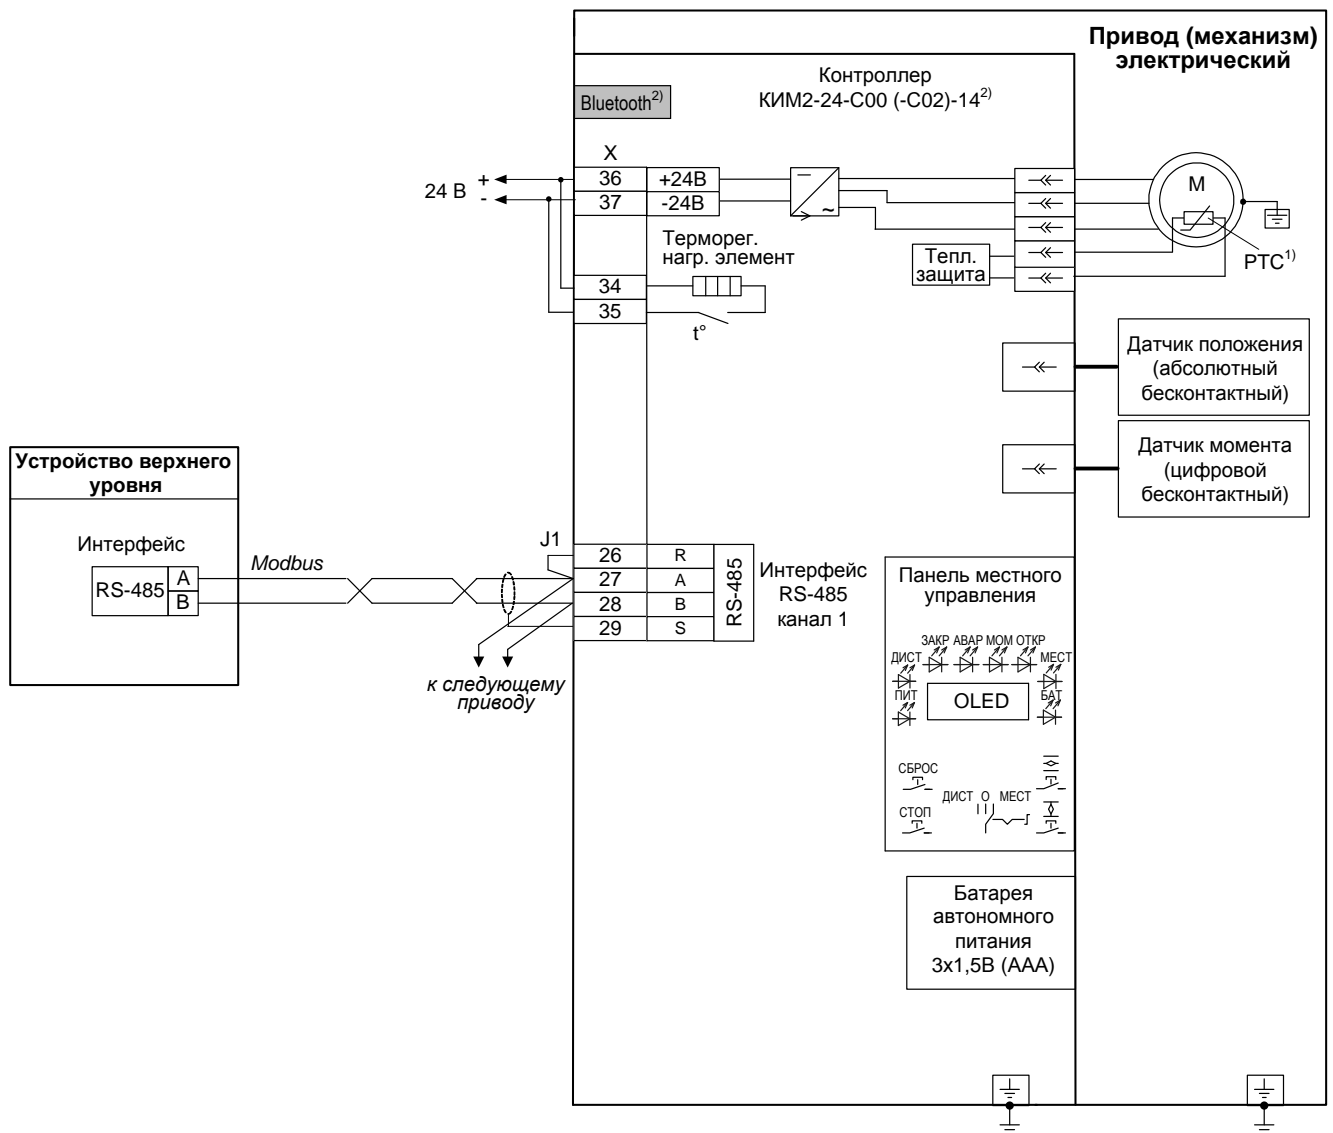 Привод (механизм)
электрический
Контроллер
КИМ2-24-С00 (-С02)-14²⁾
Bluetooth²⁾
X
24 В
+
-
36
+24В
37
-24В
M
PTC¹⁾
Терморег.
нагр. элемент
Тепл.
защита
34
35
t°
Датчик положения
(абсолютный
бесконтактный)
Датчик момента
(цифровой
бесконтактный)
Устройство верхнего
уровня
Интерфейс
RS-485
A
B
Modbus
J1
26
R
27
A
28
B
29
S
RS-485
Интерфейс
RS-485
канал 1
к следующему
приводу
Панель местного
управления
ЗАКР АВАР МОМ ОТКР
ДИСТ
МЕСТ
ПИТ
БАТ
OLED
СБРОС
ДИСТ О МЕСТ
СТОП
Батарея
автономного
питания
3х1,5В (ААА)